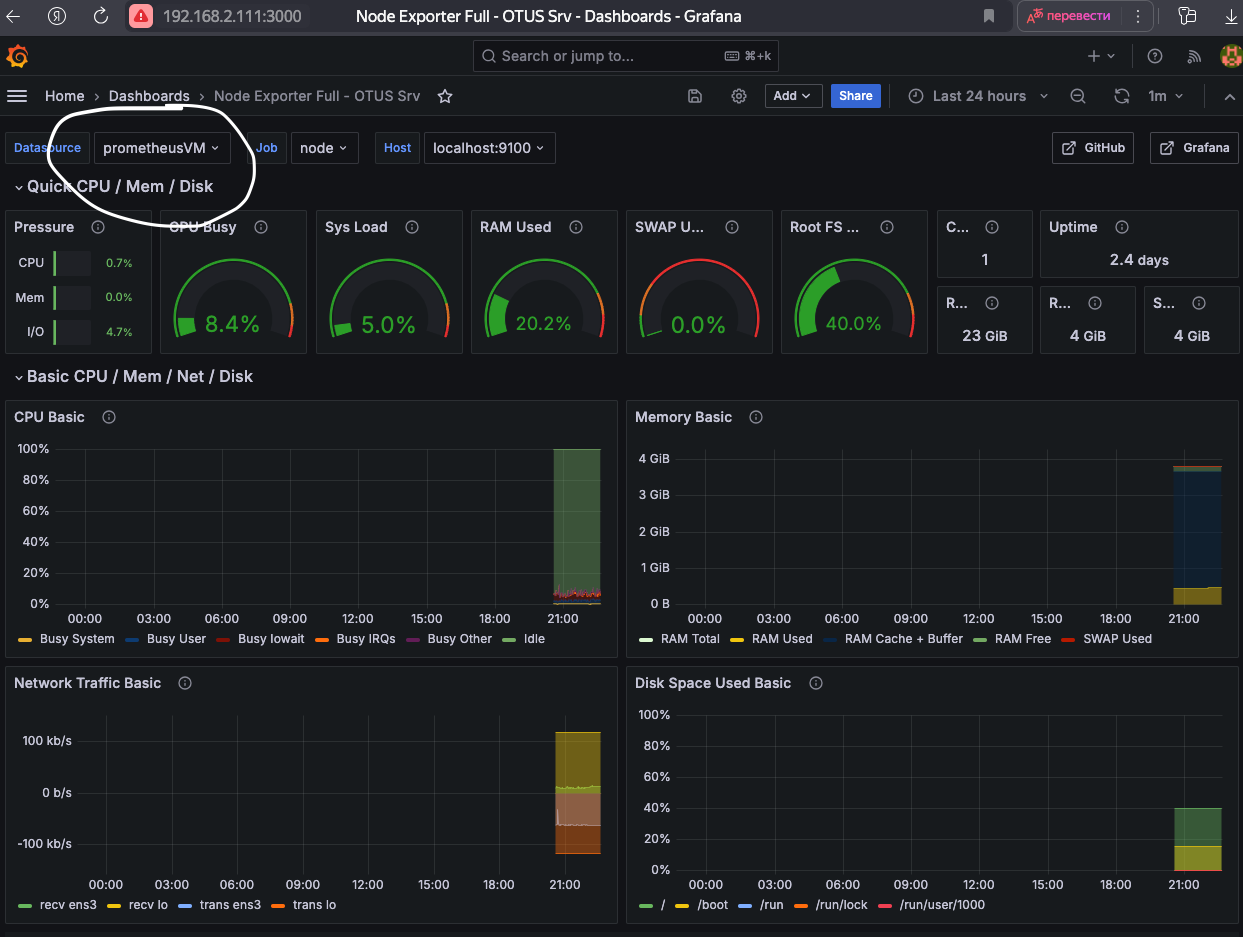 192.168.2.111:3000 Node Exporter Full - OTUS Srv - Dashboards - Grafana перевести
Search or jump to... ⌘+k
Home › Dashboards › Node Exporter Full - OTUS Srv Add Share Last 24 hours 1m
Datasource prometheusVM Job node Host localhost:9100 GitHub Grafana
Quick CPU / Mem / Disk
Pressure CPU Busy Sys Load RAM Used SWAP U... Root FS ... C... Uptime
CPU 0.7% 1 2.4 days
Mem 0.0% R... R... S...
I/O 4.7% 8.4% 5.0% 20.2% 0.0% 40.0% 23 GiB 4 GiB 4 GiB
Basic CPU / Mem / Net / Disk
CPU Basic
100%
80%
60%
40%
20%
0%
00:00 03:00 06:00 09:00 12:00 15:00 18:00 21:00
Busy System Busy User Busy Iowait Busy IRQs Busy Other Idle
Memory Basic
4 GiB
3 GiB
2 GiB
1 GiB
0 B
00:00 03:00 06:00 09:00 12:00 15:00 18:00 21:00
RAM Total RAM Used RAM Cache + Buffer RAM Free SWAP Used
Network Traffic Basic
100 kb/s
0 b/s
-100 kb/s
00:00 03:00 06:00 09:00 12:00 15:00 18:00 21:00
recv ens3 recv lo trans ens3 trans lo
Disk Space Used Basic
100%
80%
60%
40%
20%
0%
00:00 03:00 06:00 09:00 12:00 15:00 18:00 21:00
/ /boot /run /run/lock /run/user/1000